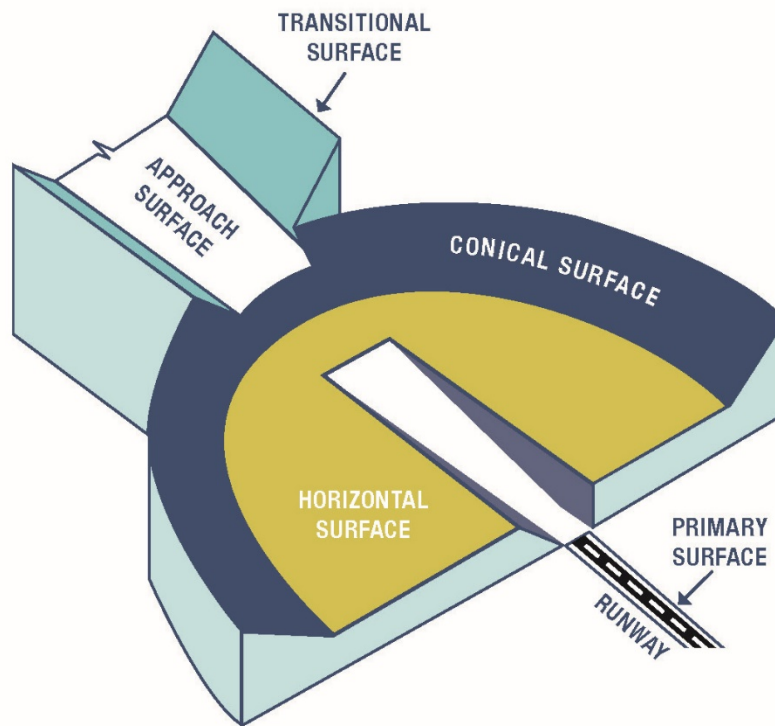 TRANSITIONAL
SURFACE
APPROACH
SURFACE
CONICAL SURFACE
HORIZONTAL
SURFACE
PRIMARY
SURFACE
RUNWAY